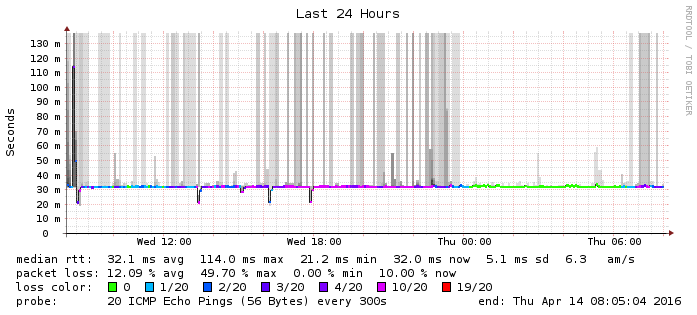 Last 24 Hours
RRDTOOL / TOBI OETIKER
Seconds
130 m
120 m
110 m
100 m
90 m
80 m
70 m
60 m
50 m
40 m
30 m
20 m
10 m
0
Wed 12:00 Wed 18:00 Thu 00:00 Thu 06:00
median rtt: 32.1 ms avg 114.0 ms max 21.2 ms min 32.0 ms now 5.1 ms sd 6.3 am/s
packet loss: 12.09 % avg 49.70 % max 0.00 % min 10.00 % now
loss color: 0 1/20 2/20 3/20 4/20 10/20 19/20
probe: 20 ICMP Echo Pings (56 Bytes) every 300s end: Thu Apr 14 08:05:04 2016